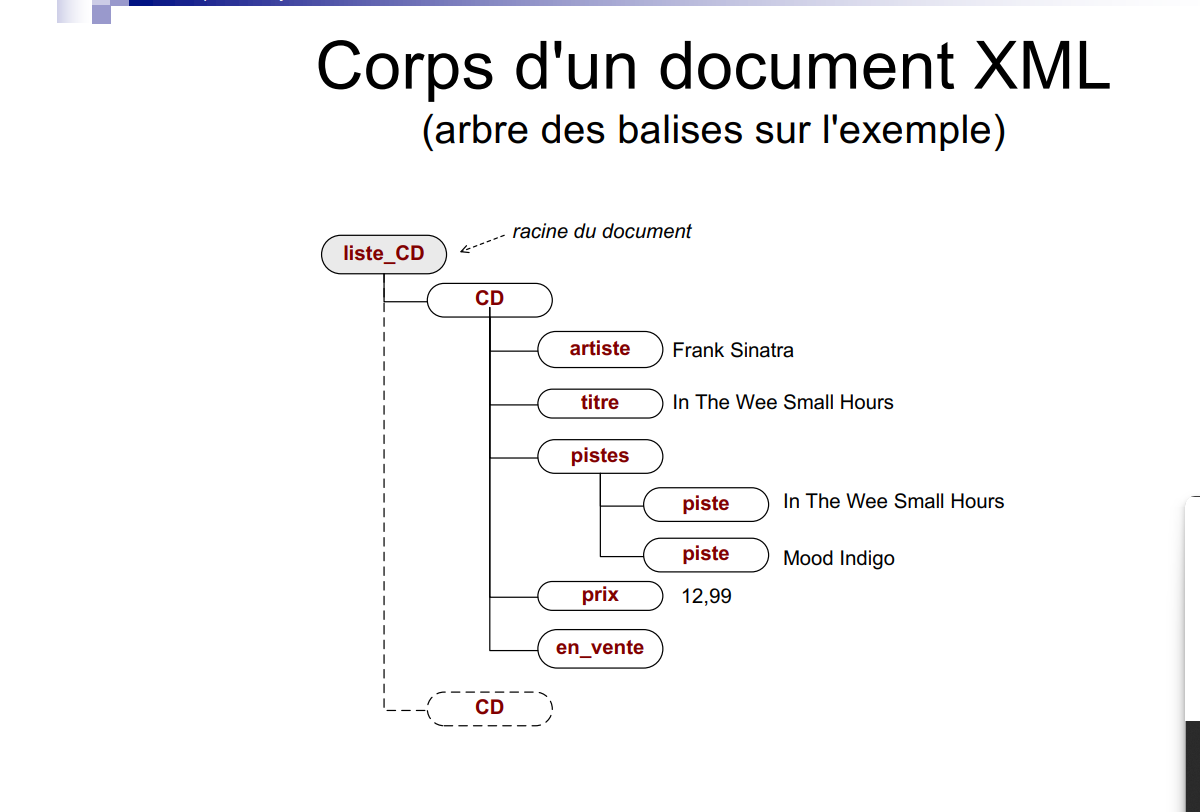 Corps d'un document XML
(arbre des balises sur l'exemple)
racine du document
liste_CD
CD
artiste Frank Sinatra
titre In The Wee Small Hours
pistes
piste In The Wee Small Hours
piste Mood Indigo
prix 12,99
en_vente
CD